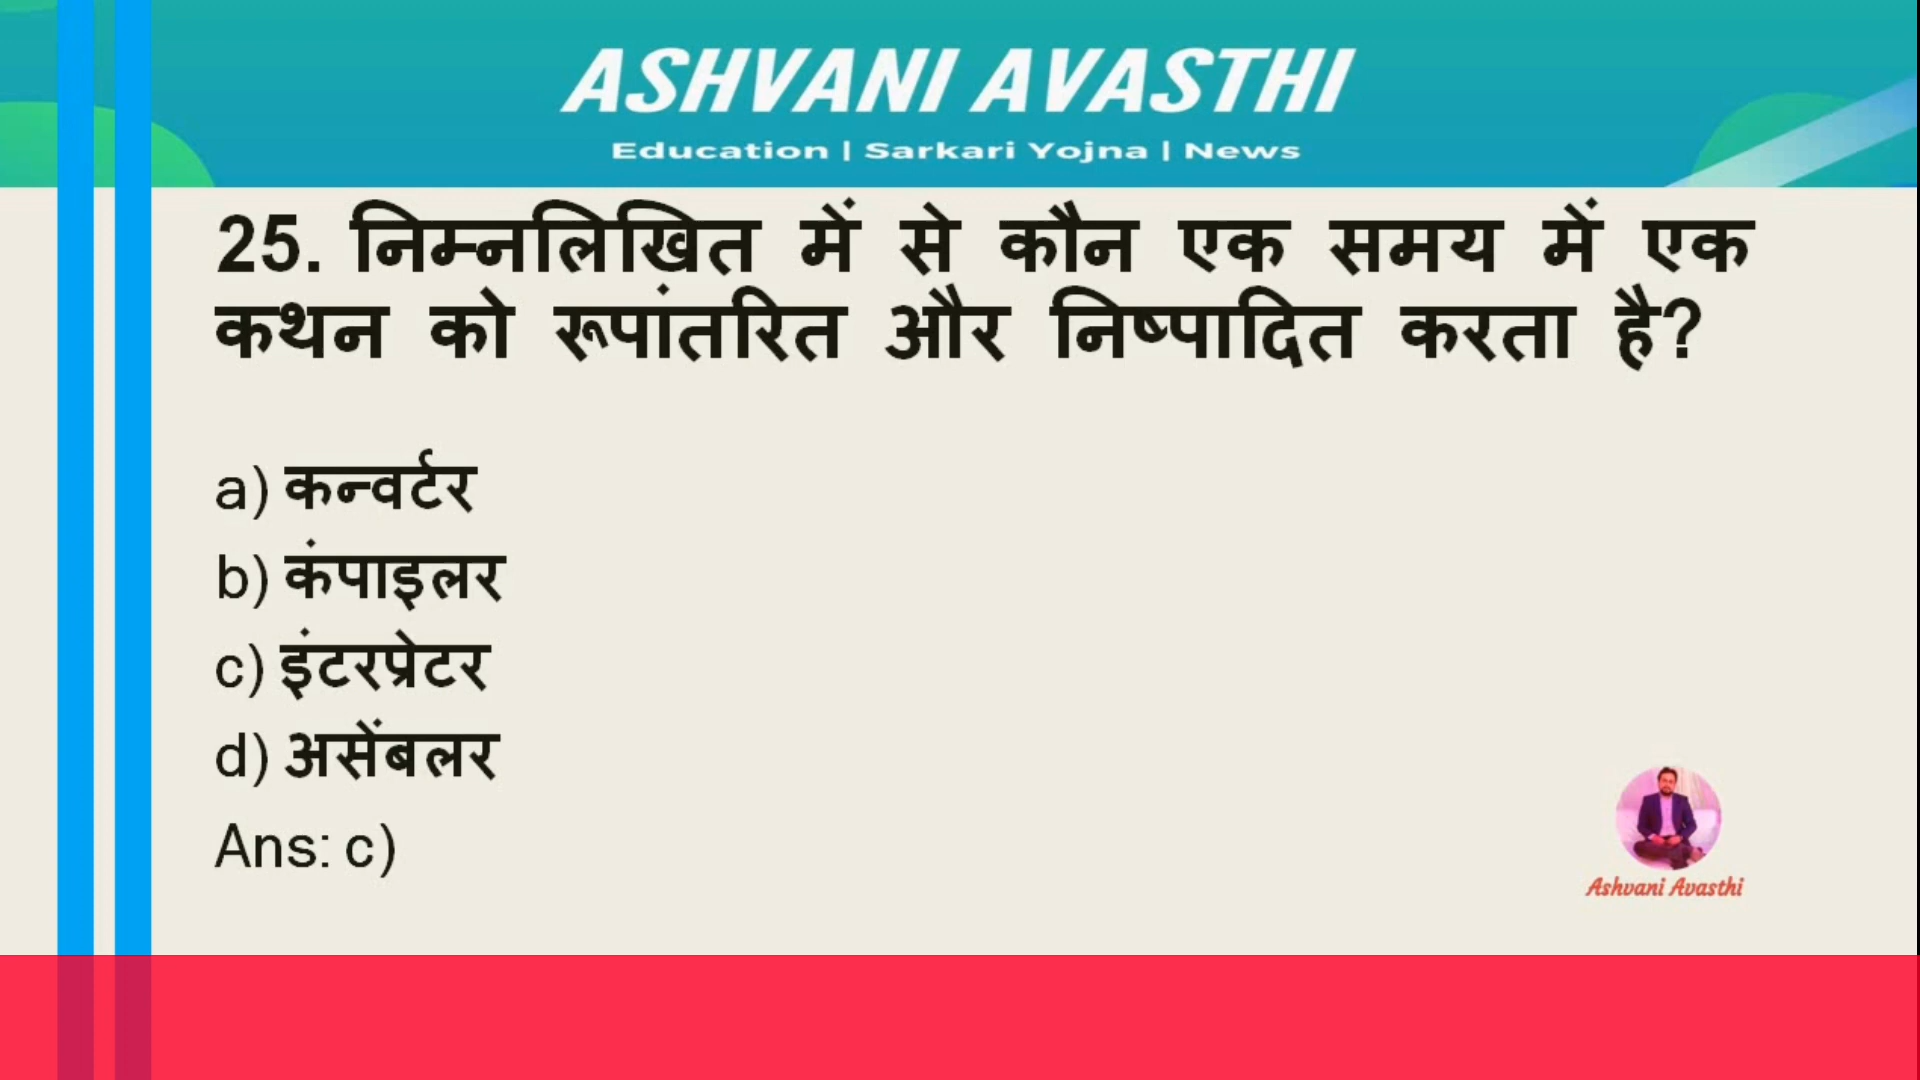 ASHVANI AVASTHI
Education | Sarkari Yojna | News
25. निम्नलिखित में से कौन एक समय में एक
कथन को रूपांतरित और निष्पादित करता है?
a) कन्वर्टर
b) कंपाइलर
c) इंटरप्रेटर
d) असेंबलर
Ans: c)
Ashvani Avasthi